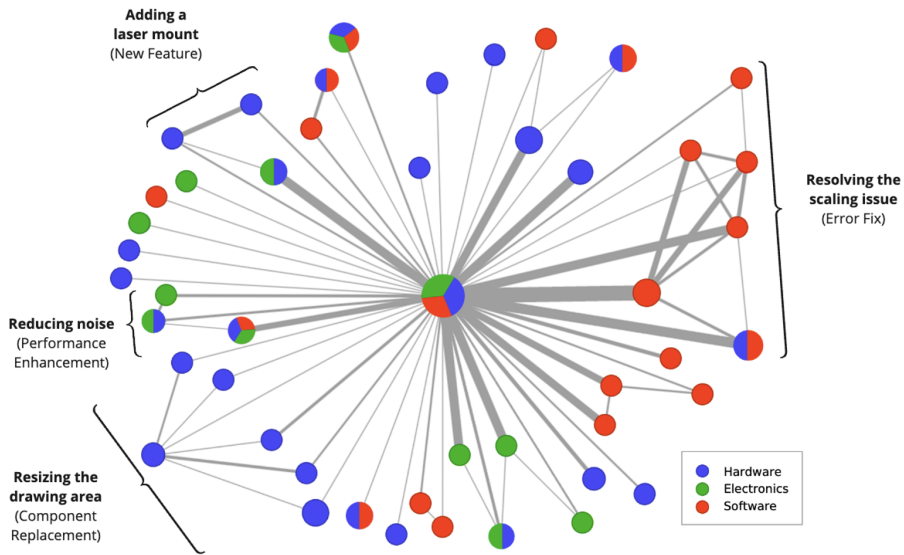 Adding a
laser mount
(New Feature)
Resolving the
scaling issue
(Error Fix)
Reducing noise
(Performance
Enhancement)
Resizing the
drawing area
(Component
Replacement)
Hardware
Electronics
Software